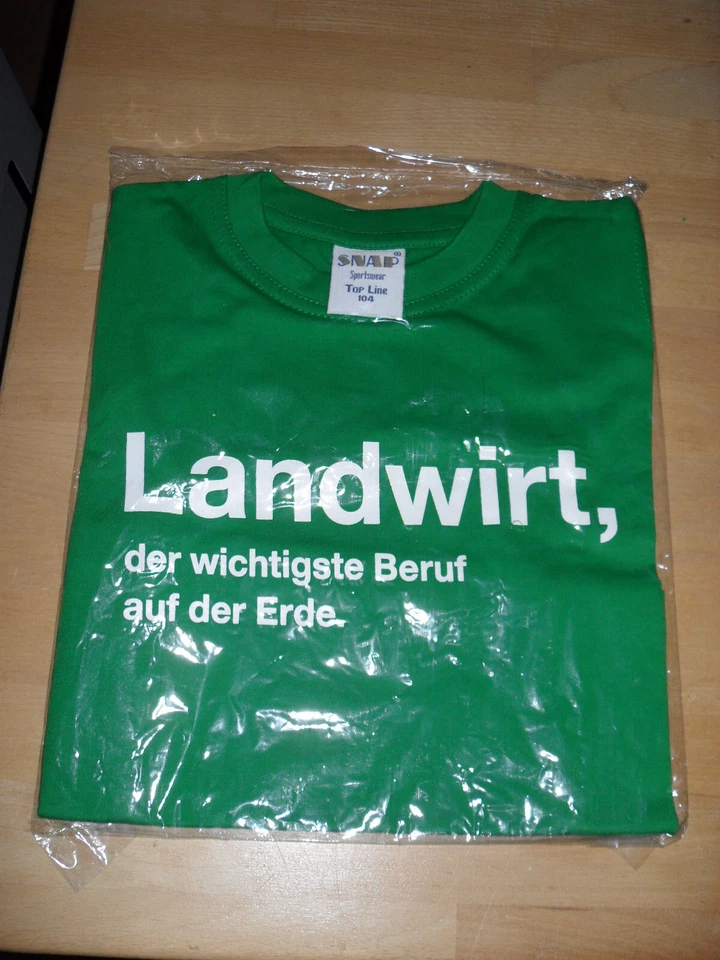 SNAP®
Sportswear
Top Line
104
Landwirt,
der wichtigste Beruf
auf der Erde.